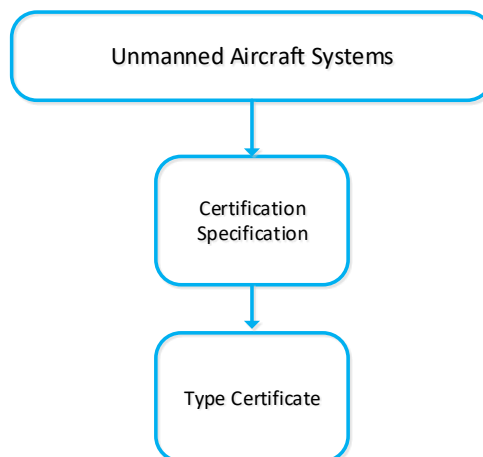 Unmanned Aircraft Systems
Certification
Specification
Type Certificate